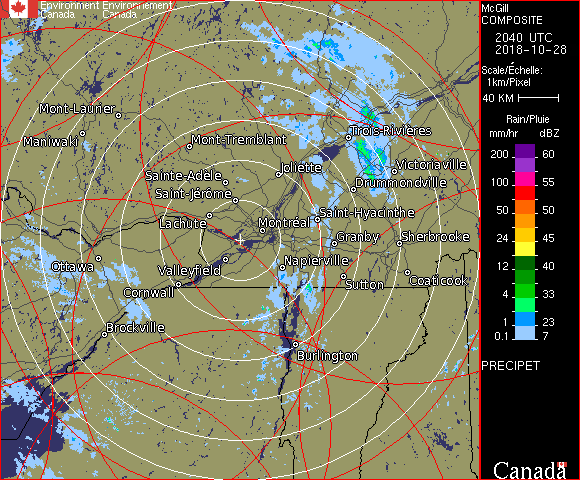 Environment Environnement
Canada Canada
McGill
COMPOSITE
2040 UTC
2018-10-28
Scale/Échelle:
1km/Pixel
40 KM
Rain/Pluie
mm/hr dBZ
200 60
150 57
100 55
50 50
24 45
12 40
4 33
1 23
0.1 7
PRECIPET
Canada
Mont-Laurier
Maniwaki
Mont-Tremblant
Trois-Rivières
Joliette
Victoriaville
Sainte-Adèle
Drummondville
Saint-Jérôme
Lachute
Saint-Hyacinthe
Montréal
Granby
Sherbrooke
Ottawa
Valleyfield
Napierville
Cornwall
Sutton
Coaticook
Brockville
Burlington